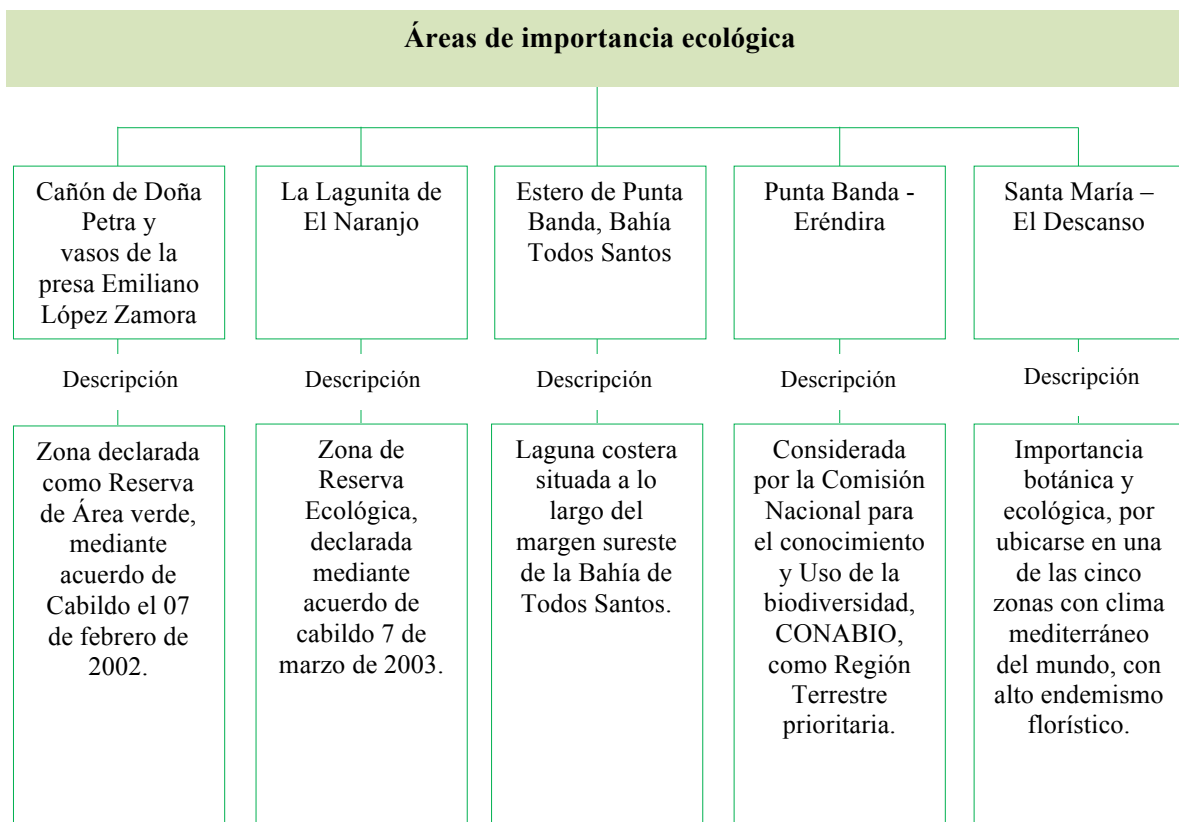 Áreas de importancia ecológica
Cañón de Doña
Petra y
vasos de la
presa Emiliano
López Zamora
La Lagunita de
El Naranjo
Estero de Punta
Banda, Bahía
Todos Santos
Punta Banda -
Eréndira
Santa María –
El Descanso
Descripción
Descripción
Descripción
Descripción
Descripción
Zona declarada
como Reserva
de Área verde,
mediante
acuerdo de
Cabildo el 07
de febrero de
2002.
Zona de
Reserva
Ecológica,
declarada
mediante
acuerdo de
cabildo 7 de
marzo de 2003.
Laguna costera
situada a lo
largo del
margen sureste
de la Bahía de
Todos Santos.
Considerada
por la Comisión
Nacional para
el conocimiento
y Uso de la
biodiversidad,
CONABIO,
como Región
Terrestre
prioritaria.
Importancia
botánica y
ecológica, por
ubicarse en una
de las cinco
zonas con clima
mediterráneo
del mundo, con
alto endemismo
florístico.